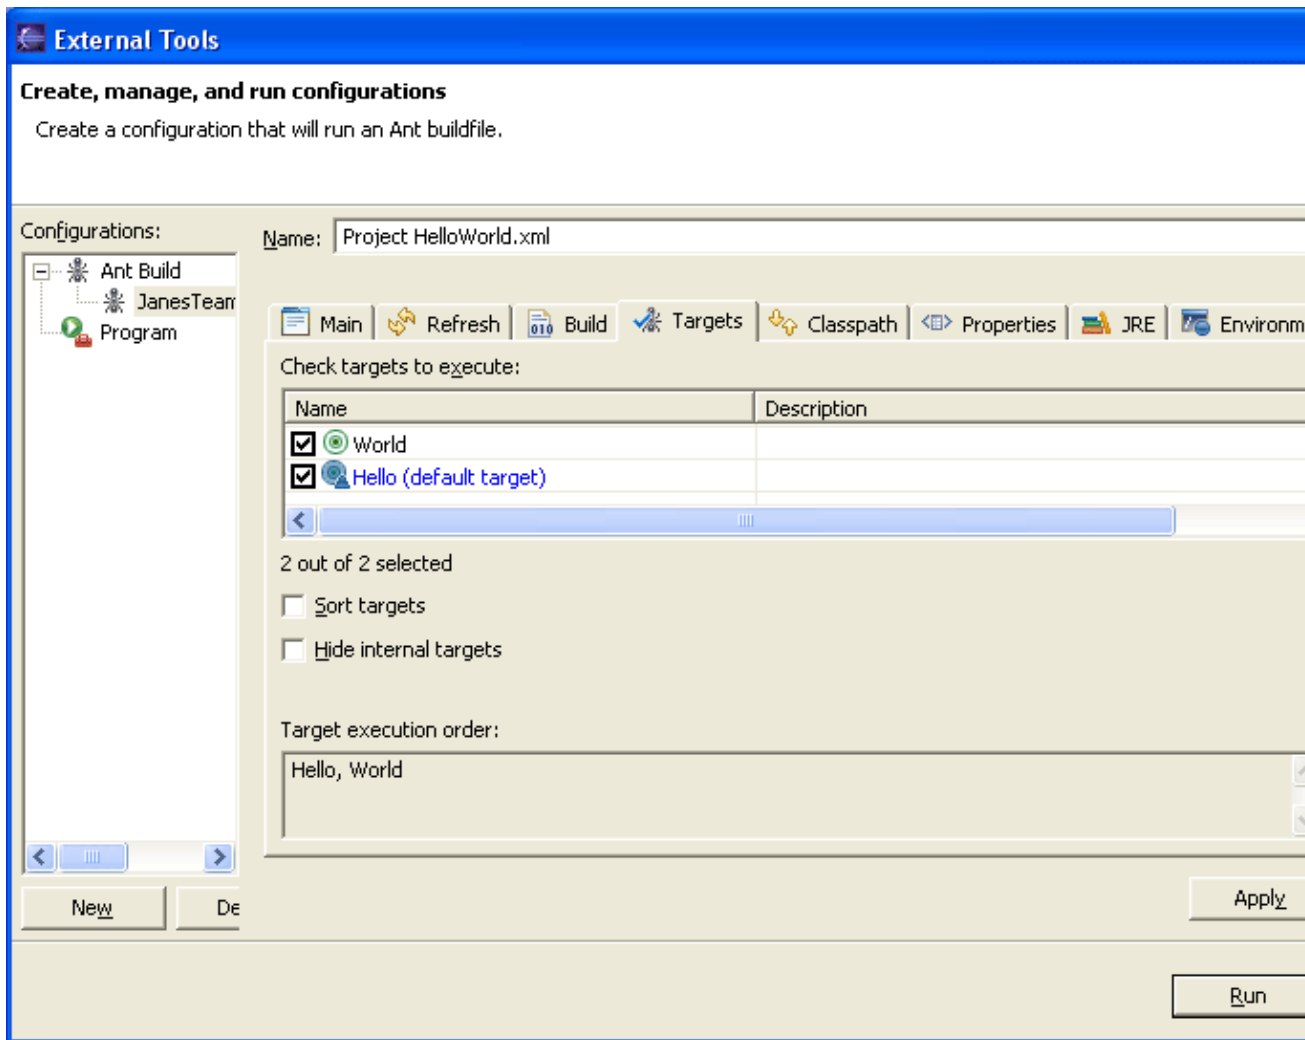 External Tools
Create, manage, and run configurations
Create a configuration that will run an Ant buildfile.
Configurations:
Name: Project HelloWorld.xml
Ant Build
JanesTeam
Program
Main Refresh Build Targets Classpath Properties JRE Environm
Check targets to execute:
Name Description
World
Hello (default target)
2 out of 2 selected
Sort targets
Hide internal targets
Target execution order:
Hello, World
New De
Apply
Run